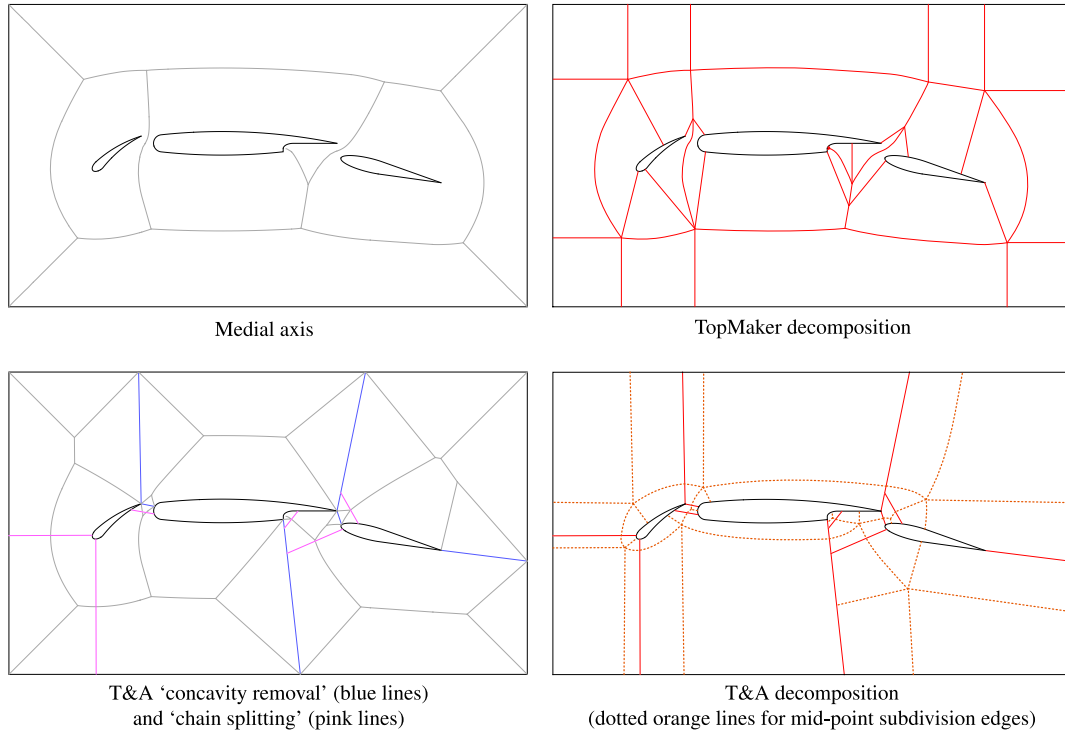 Medial axis
TopMaker decomposition
T&A ‘concavity removal’ (blue lines)
and ‘chain splitting’ (pink lines)
T&A decomposition
(dotted orange lines for mid-point subdivision edges)